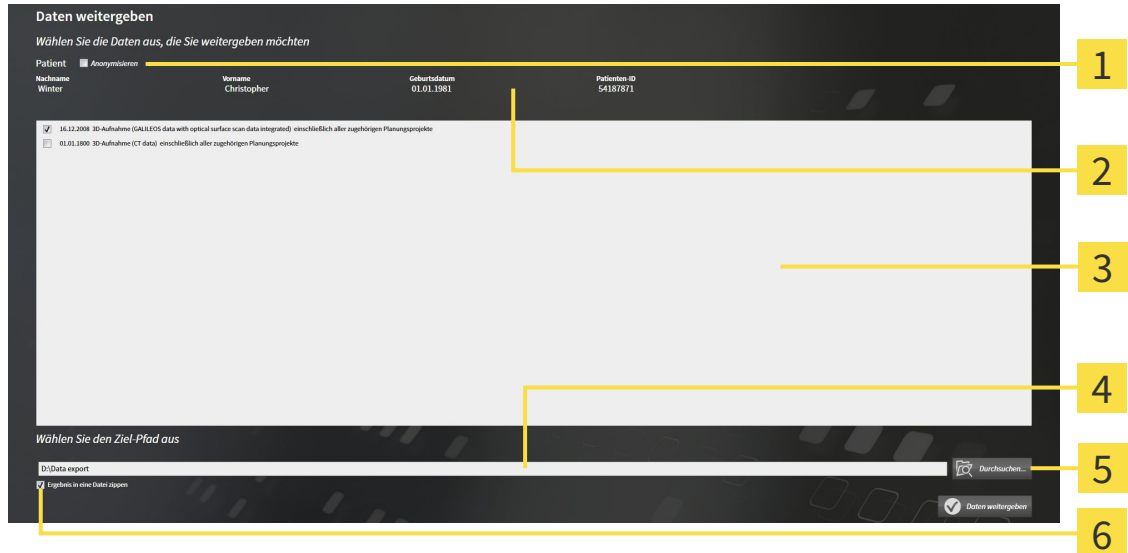 Daten weitergeben
Wählen Sie die Daten aus, die Sie weitergeben möchten
Patient Anonymisieren
1
Nachname Vorname Geburtsdatum Patienten-ID
Winter Christopher 01.01.1981 54187871
16.12.2008 3D-Aufnahme (GALILEOS data with optical surface scan data integrated) einschließlich aller zugehörigen Planungsprojekte
01.01.1800 3D-Aufnahme (CT data) einschließlich aller zugehörigen Planungsprojekte
2
3
4
Wählen Sie den Ziel-Pfad aus
D:\Data export
Durchsuchen...
5
Ergebnis in eine Datei zippen
Daten weitergeben
6